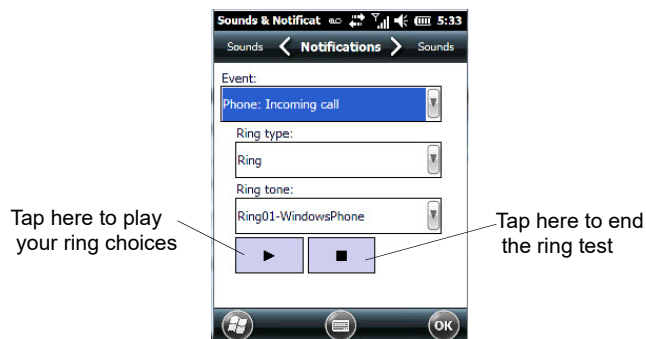 Sounds & Notificat 5:33
Sounds Notifications Sounds
Event:
Phone: Incoming call
Ring type:
Ring
Ring tone:
Ring01-WindowsPhone
Tap here to play
your ring choices
Tap here to end
the ring test
OK